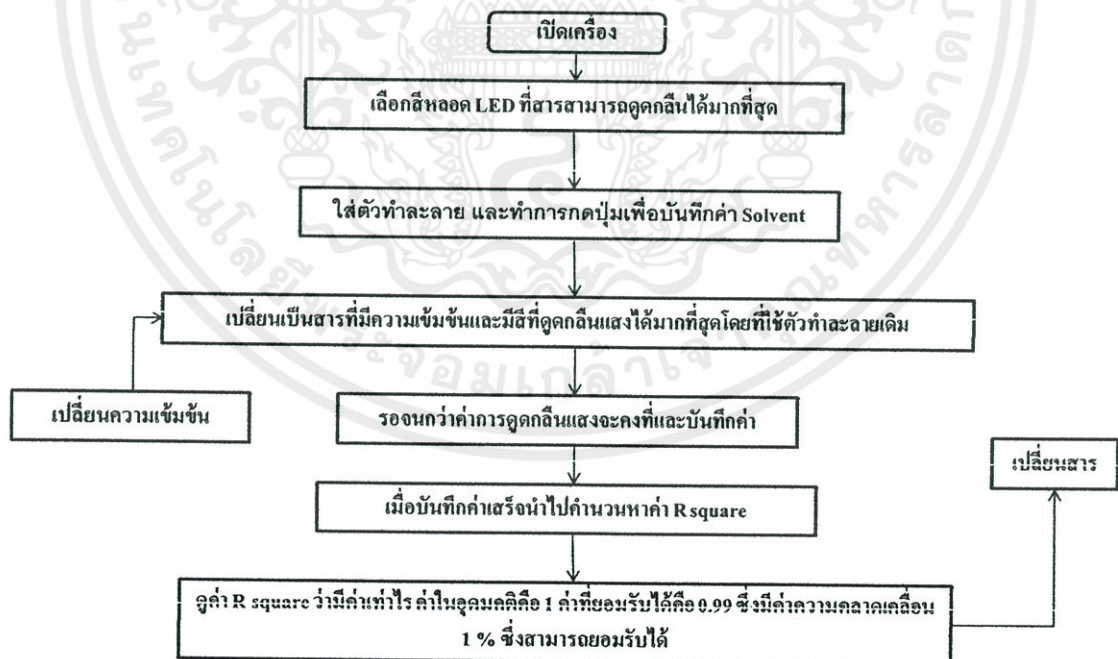 เปิดเครื่อง
เลือกสีหลอด LED ที่สารสามารถดูดกลืนได้มากที่สุด
ใส่ตัวทำละลาย และทำการกดปุ่มเพื่อบันทึกค่า Solvent
เปลี่ยนเป็นสารที่มีความเข้มข้นและมีสีที่ดูดกลืนแสงได้มากที่สุดโดยที่ใช้ตัวทำละลายเดิม
เปลี่ยนความเข้มข้น
รอจนกว่าค่าการดูดกลืนแสงจะคงที่และบันทึกค่า
เปลี่ยนสาร
เมื่อบันทึกค่าเสร็จนำไปคำนวนหาค่า R square
ดูค่า R square ว่ามีค่าเท่าไร ค่าในอุดมคติคือ 1 ค่าที่ยอมรับได้คือ 0.99 ซึ่งมีค่าความคลาดเคลื่อน
1 % ซึ่งสามารถยอมรับได้